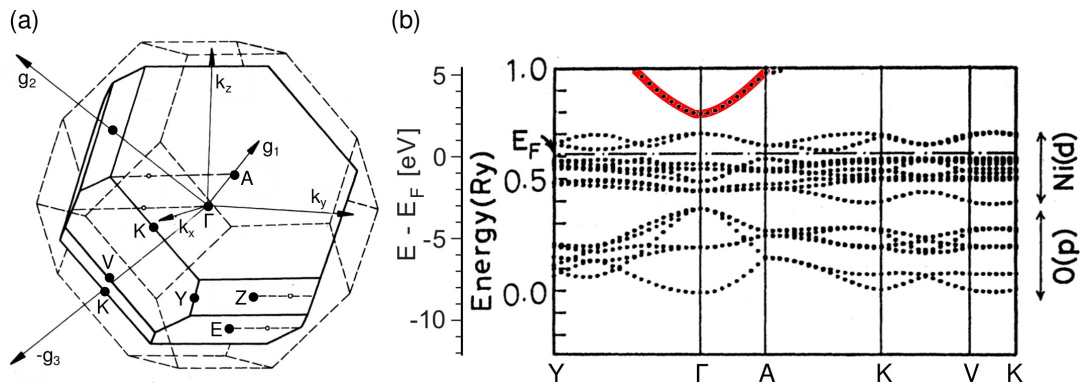 (a)
g2
kz
g1
A
Γ
ky
kx
K
V
K
Y
Z
E
-g3
(b)
5
0
-5
-10
E - EF [eV]
1.0
EF
0.5
0.0
Energy(Ry)
Ni(d)
O(p)
Y Γ A K V K